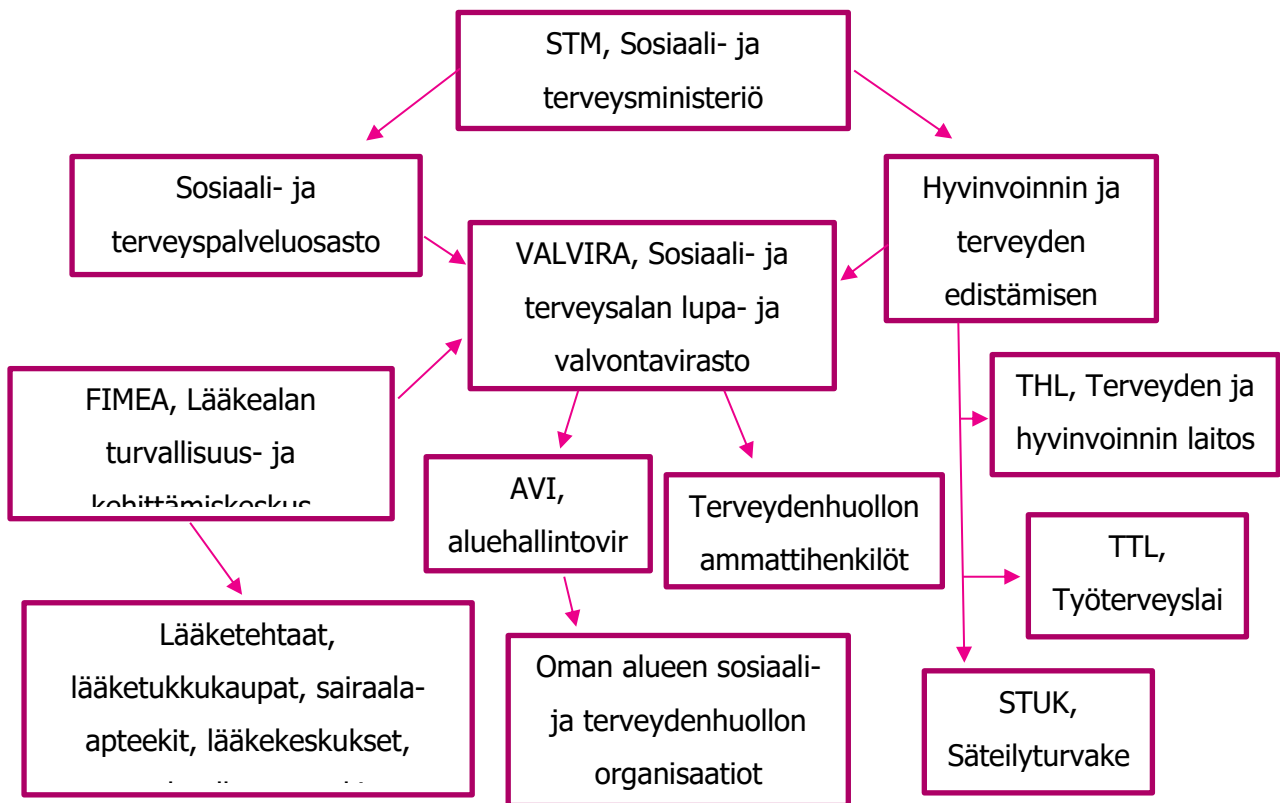 STM, Sosiaali- ja
terveysministeriö
Sosiaali- ja
terveyspalveluosasto
VALVIRA, Sosiaali- ja
terveysalan lupa- ja
valvontavirasto
Hyvinvoinnin ja
terveyden
edistämisen
FIMEA, Lääkealan
turvallisuus- ja
kehittämiskeskus
THL, Terveyden ja
hyvinvoinnin laitos
AVI,
aluehallintovir
Terveydenhuollon
ammattihenkilöt
TTL,
Työterveyslai
Lääketehtaat,
lääketukkukaupat, sairaala-
apteekit, lääkekeskukset,
Oman alueen sosiaali-
ja terveydenhuollon
organisaatiot
STUK,
Säteilyturvake